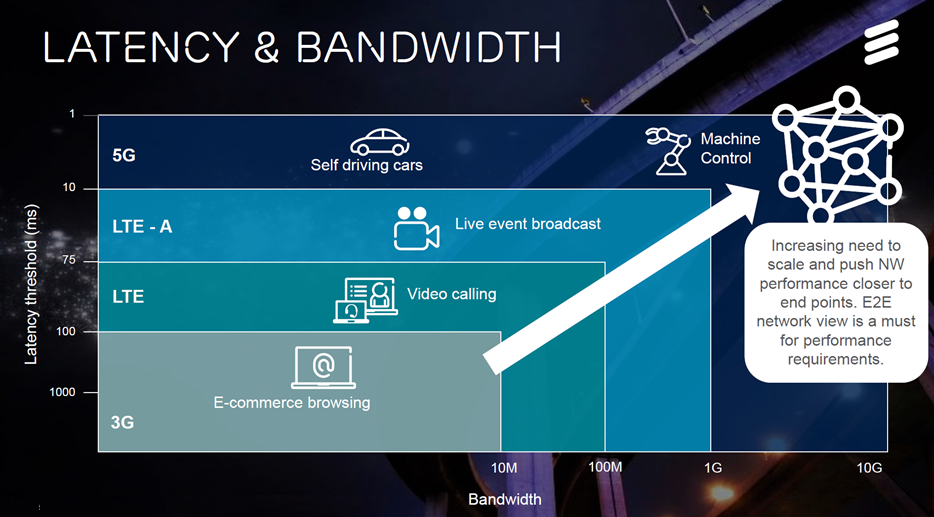 LATENCY & BANDWIDTH
1
5G
Self driving cars
Machine
Control
10
LTE - A
Live event broadcast
75
LTE
Video calling
100
@
1000
E-commerce browsing
3G
Latency threshold (ms)
10M
100M
1G
10G
Bandwidth
Increasing need to
scale and push NW
performance closer to
end points. E2E
network view is a must
for performance
requirements.